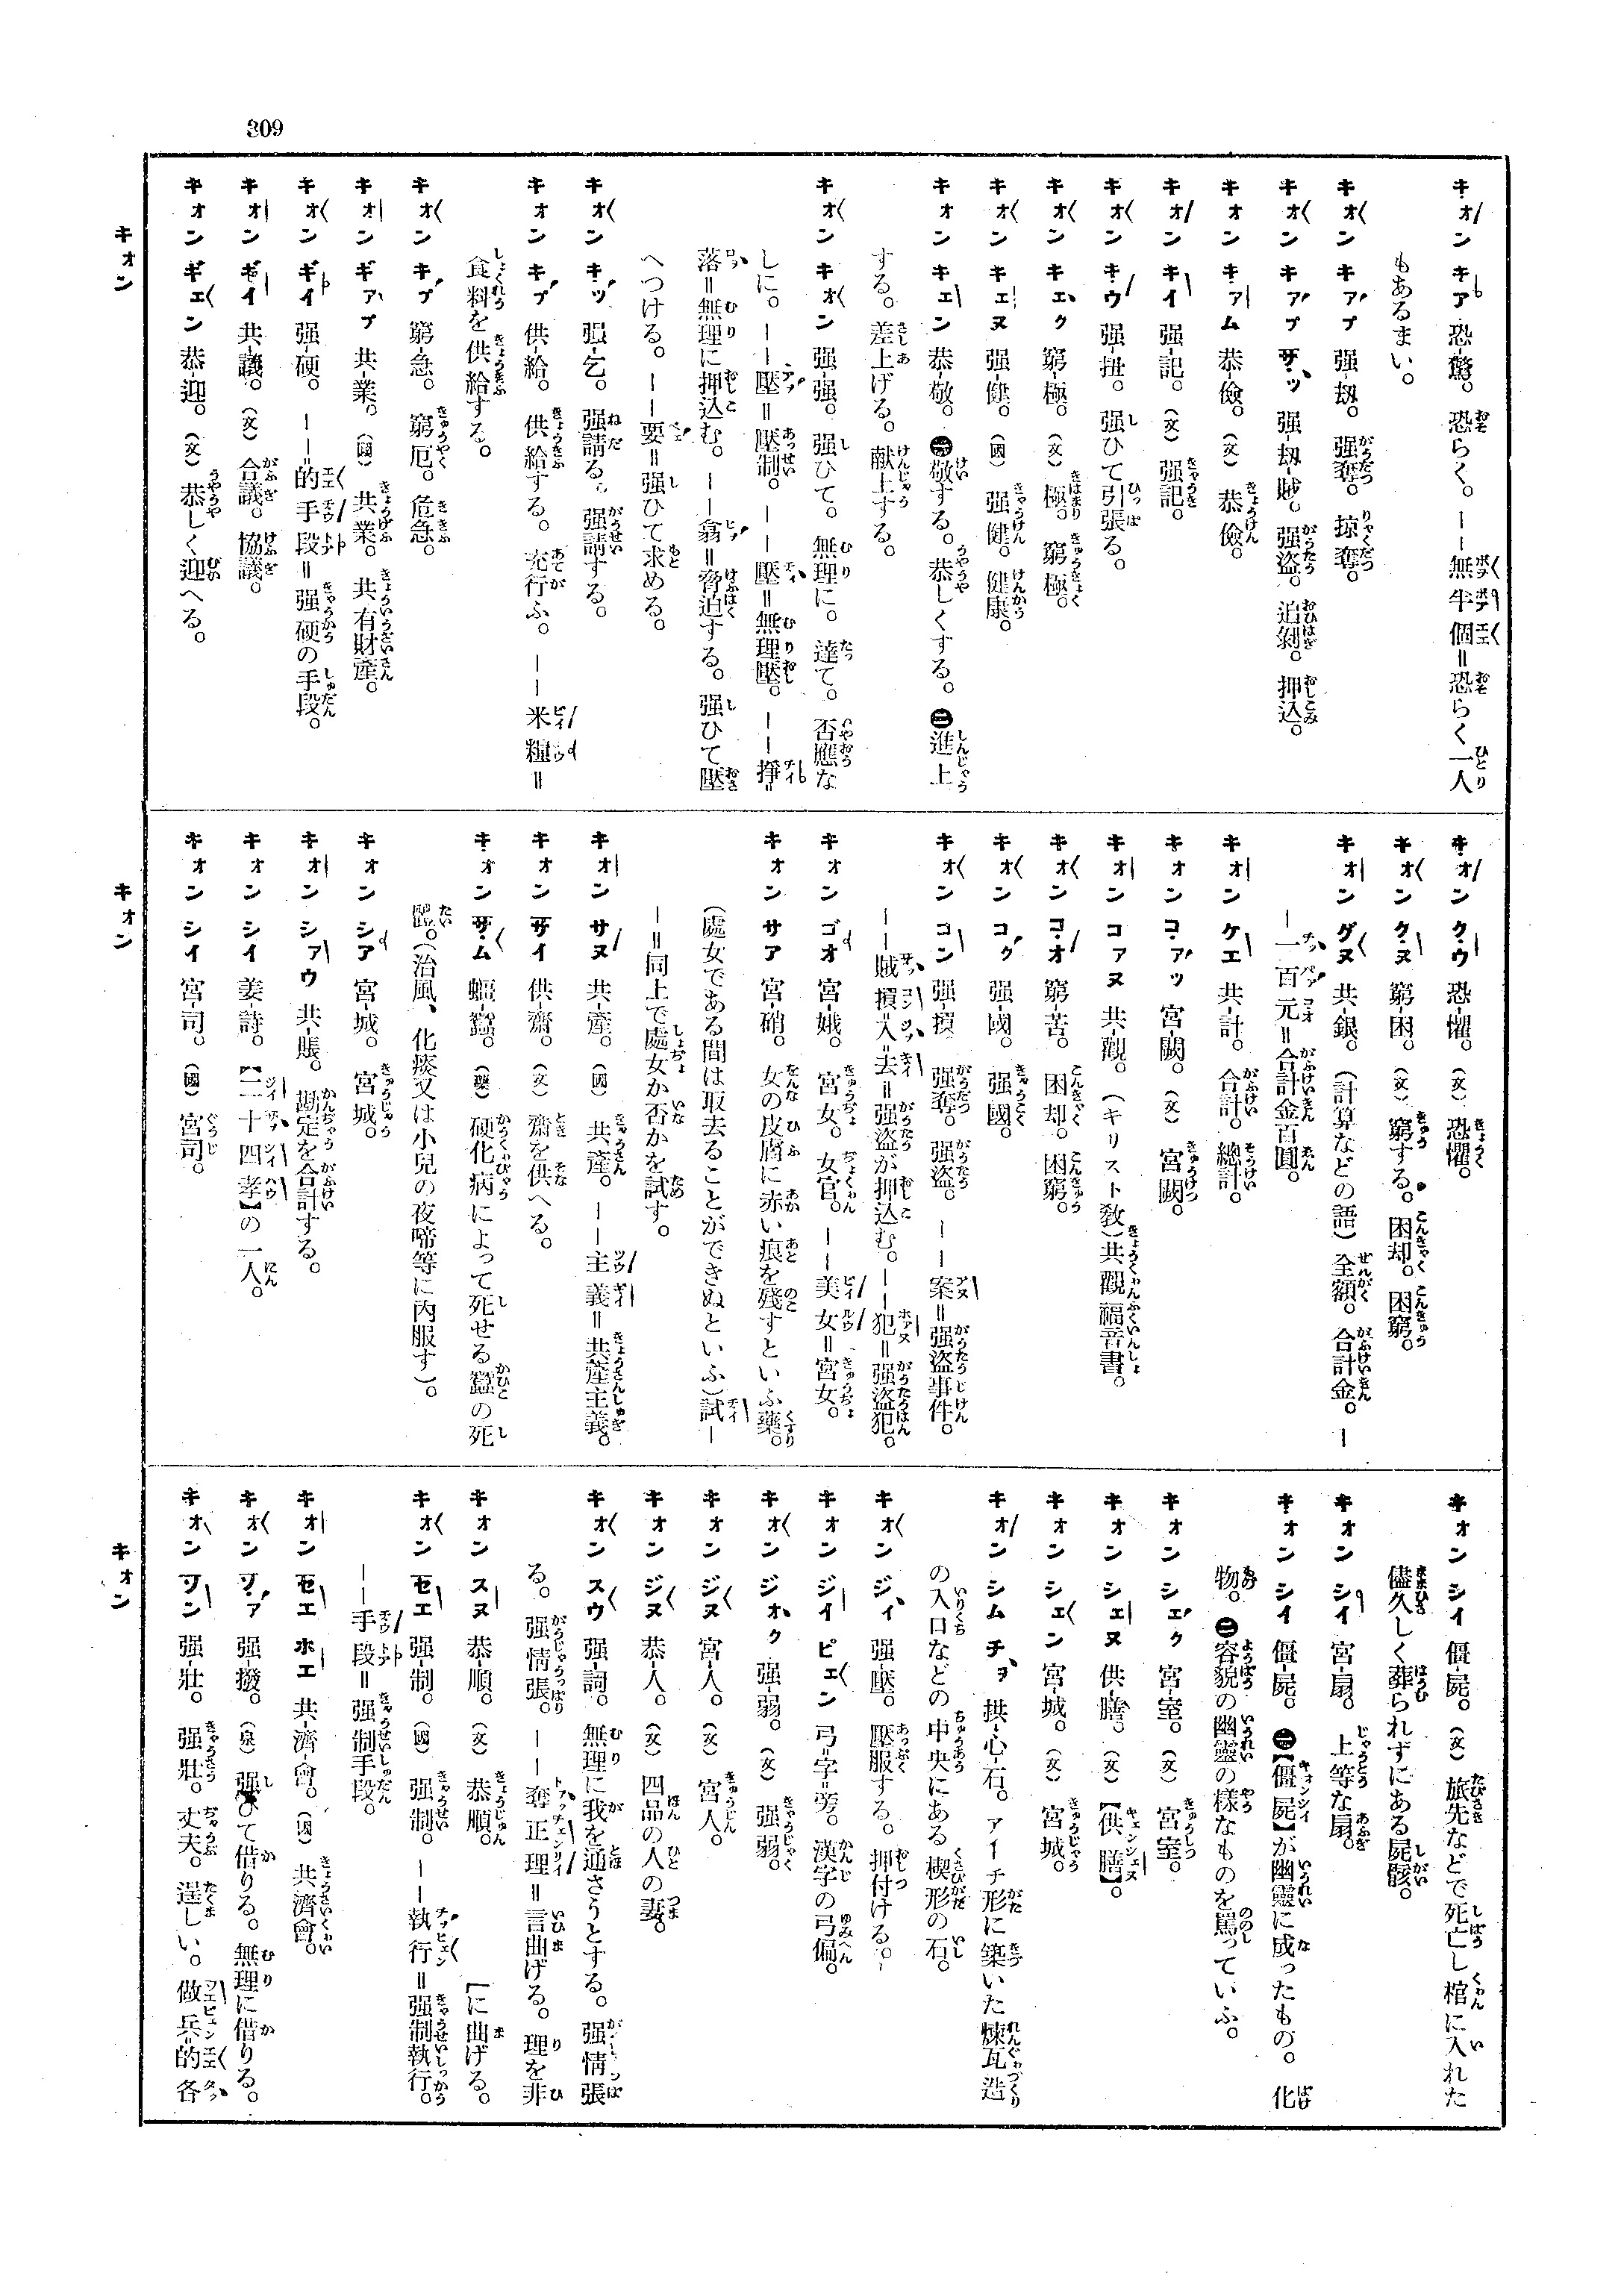 309
キオンキア 恐-驚。恐らく。――無半個=恐らく一人
もあるまい。
キオンキアプ 强-刼。强奪。掠奪。
キオンキアプ サッ 强-刼-賊。强盜。追剝。押込。
キオンキアム 恭-儉。(文)恭儉。
キオンキイ 强-記。(文)强記。
キオンキウ 强-扭。强ひて引張る。
キオンキエク 窮-極。(文)極。窮極。
キオンキエヌ 强-健。(國)强健。健康。
キオンキエン 恭-敬。㊀敬する。恭しくする。㊁進上
する。差上げる。献上する。
キオンキオン 强-强。强ひて。無理に。達て。否應な
しに。――壓=壓制。――壓=無理壓。――掙=
落=無理に押込む。――脅=脅迫する。强ひて壓
へつける。――要=强ひて求める。
キオンキッ 强-乞。强請る。强請する。
キオンキプ 供-給。供給する。充行ふ。――米糧=
食料を供給する。
キオンキプ 窮-急。窮厄。危急。
キオンギアプ 共-業。(國)共業。共有財產。
キオンギイ 强-硬。――的手段=强硬の手段。
キオンギイ 共-議。(文)合議。協議。
キオンギエン 恭-迎。(文)恭しく迎へる。
キオン
キオンクウ 恐-懼。(文)恐懼。
キオンクヌ 窮-困。(文)窮する。困却。困窮。
キオングヌ 共-銀。(計算などの語)全額。合計金。―
―一百元=合計金百圓。
キオンケエ 共-計。合計。總計。
キオンコアッ 宮-闕。(文)宮闕。
キオンコアヌ 共-觀。(キリスト敎)共觀福音書。
キオンコオ 窮-苦。困却。困窮。
キオンコク 强-國。强國。
キオンコン 强-摃 强奪。强盜。――案=强盜事件。
――賊摃入=去=强盜が押込む。――犯=强盜犯。
キオンゴオ 宮-娥。宮女。女官。――美女=宮女。
キオンサア 宮-硝。女の皮膚に赤い痕を殘すといふ藥。
(處女である間は取去ることができぬといふ)試―
―=同上で處女か否かを試す。
キオンサヌ 共-產。(國)共產。――主義=共產主義。
キオンサイ 供-齋。(文)齋を供へる。
キオンサム 殭-蠶。(藥)硬化病によって死せる蠶の死
體。(治風、化痰又は小兒の夜啼等に內服す)。
キオンシア 宮-城。宮城。
キオンシアウ 共-賬。勘定を合計する。
キオンシイ 姜-詩。【二十四孝】の一人。
キオンシイ 宮-司。(國)宮司。
キオン
キオンシイ 僵-屍。(文)旅先などで死亡し棺に入れた
儘久しく葬られずにある屍骸。
キオンシイ 宮-扇。上等な扇。
キオンシイ 僵-屍。㊀【僵屍】が幽靈に成ったもの。化
物。㊁容貌の幽靈の樣なものを罵っていふ。
キオンシエク 宮-室。(文)宮室。
キオンシエヌ 供-膳。(文)【供膳】。
キオンシエン 宮-城。(文)宮城。
キオンシムチヲ 拱-心-石。アイチ形に築いた煉瓦造
の入口などの中央にある楔形の石。
キオンジイ 强-壓。壓服する。押付ける。
キオンジイピエン 弓=字=旁。漢字の弓偏。
キオンジオク 强-弱。(文)强弱。
キオンジヌ 宮-人。(文)宮人。
キオンジヌ 恭-人。(文)四品の人の妻。
キオンスウ 强-詞。無理に我を通さうとする。强情張
る。强情張。――奪正理=言曲げる。理を非
キオンスヌ 恭-順。(文)恭順。 〔に曲げる。
キオンセエ 强-制。(國)强制。――執行=强制執行。
――手段=强制手段。
キオンセエホエ 共-濟-會。(國)共濟會。
キオンソア 强-撥。(泉)强ひて借りる。無理に借りる。
キオンソン 强-壯。强壯。丈夫。逞しい。做兵=的各
キオン